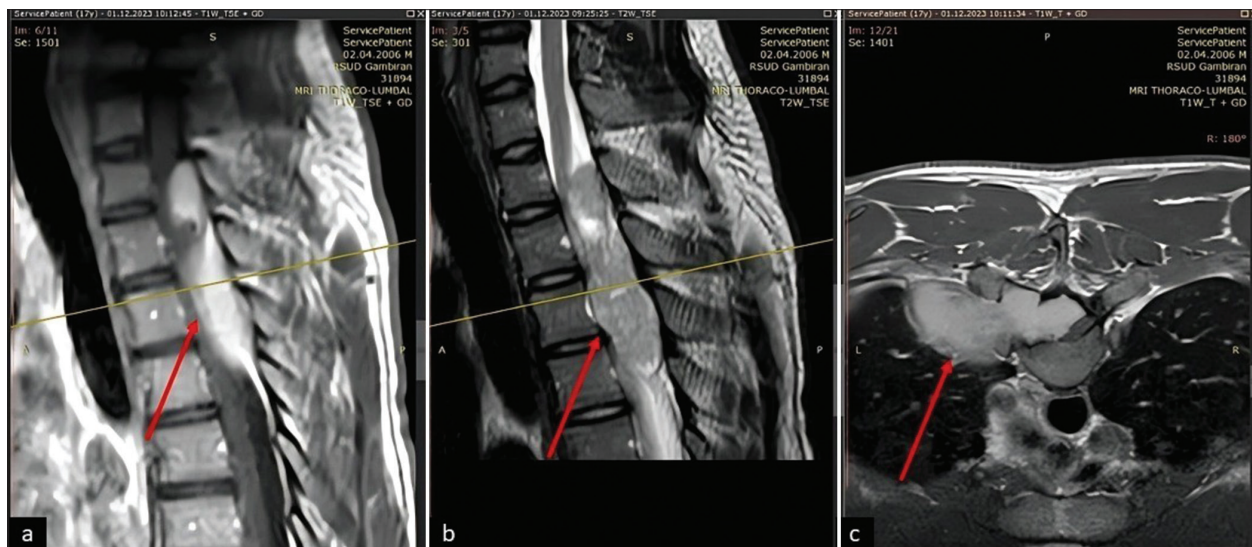 ServicePatient (17y) - 01.12.2023 10:12:45 - T1W_TSE + GD
Im: 6/11
Se: 1501
S
ServicePatient
ServicePatient
02.04.2006 M
RSUD Gambiran
31894
MRI THORACO-LUMBAL
T1W_TSE + GD
A
P
a
ServicePatient (17y) - 01.12.2023 09:25:25 - T2W_TSE
Im: 3/5
Se: 301
S
ServicePatient
ServicePatient
02.04.2006 M
RSUD Gambiran
31894
MRI THORACO-LUMBAL
T2W_TSE
A
P
b
ServicePatient (17y) - 01.12.2023 10:11:34 - T1W_T + GD
Im: 12/21
Se: 1401
P
ServicePatient
ServicePatient
02.04.2006 M
RSUD Gambiran
31894
MRI THORACO-LUMBAL
T1W_T + GD
R: 180°
L
R
c